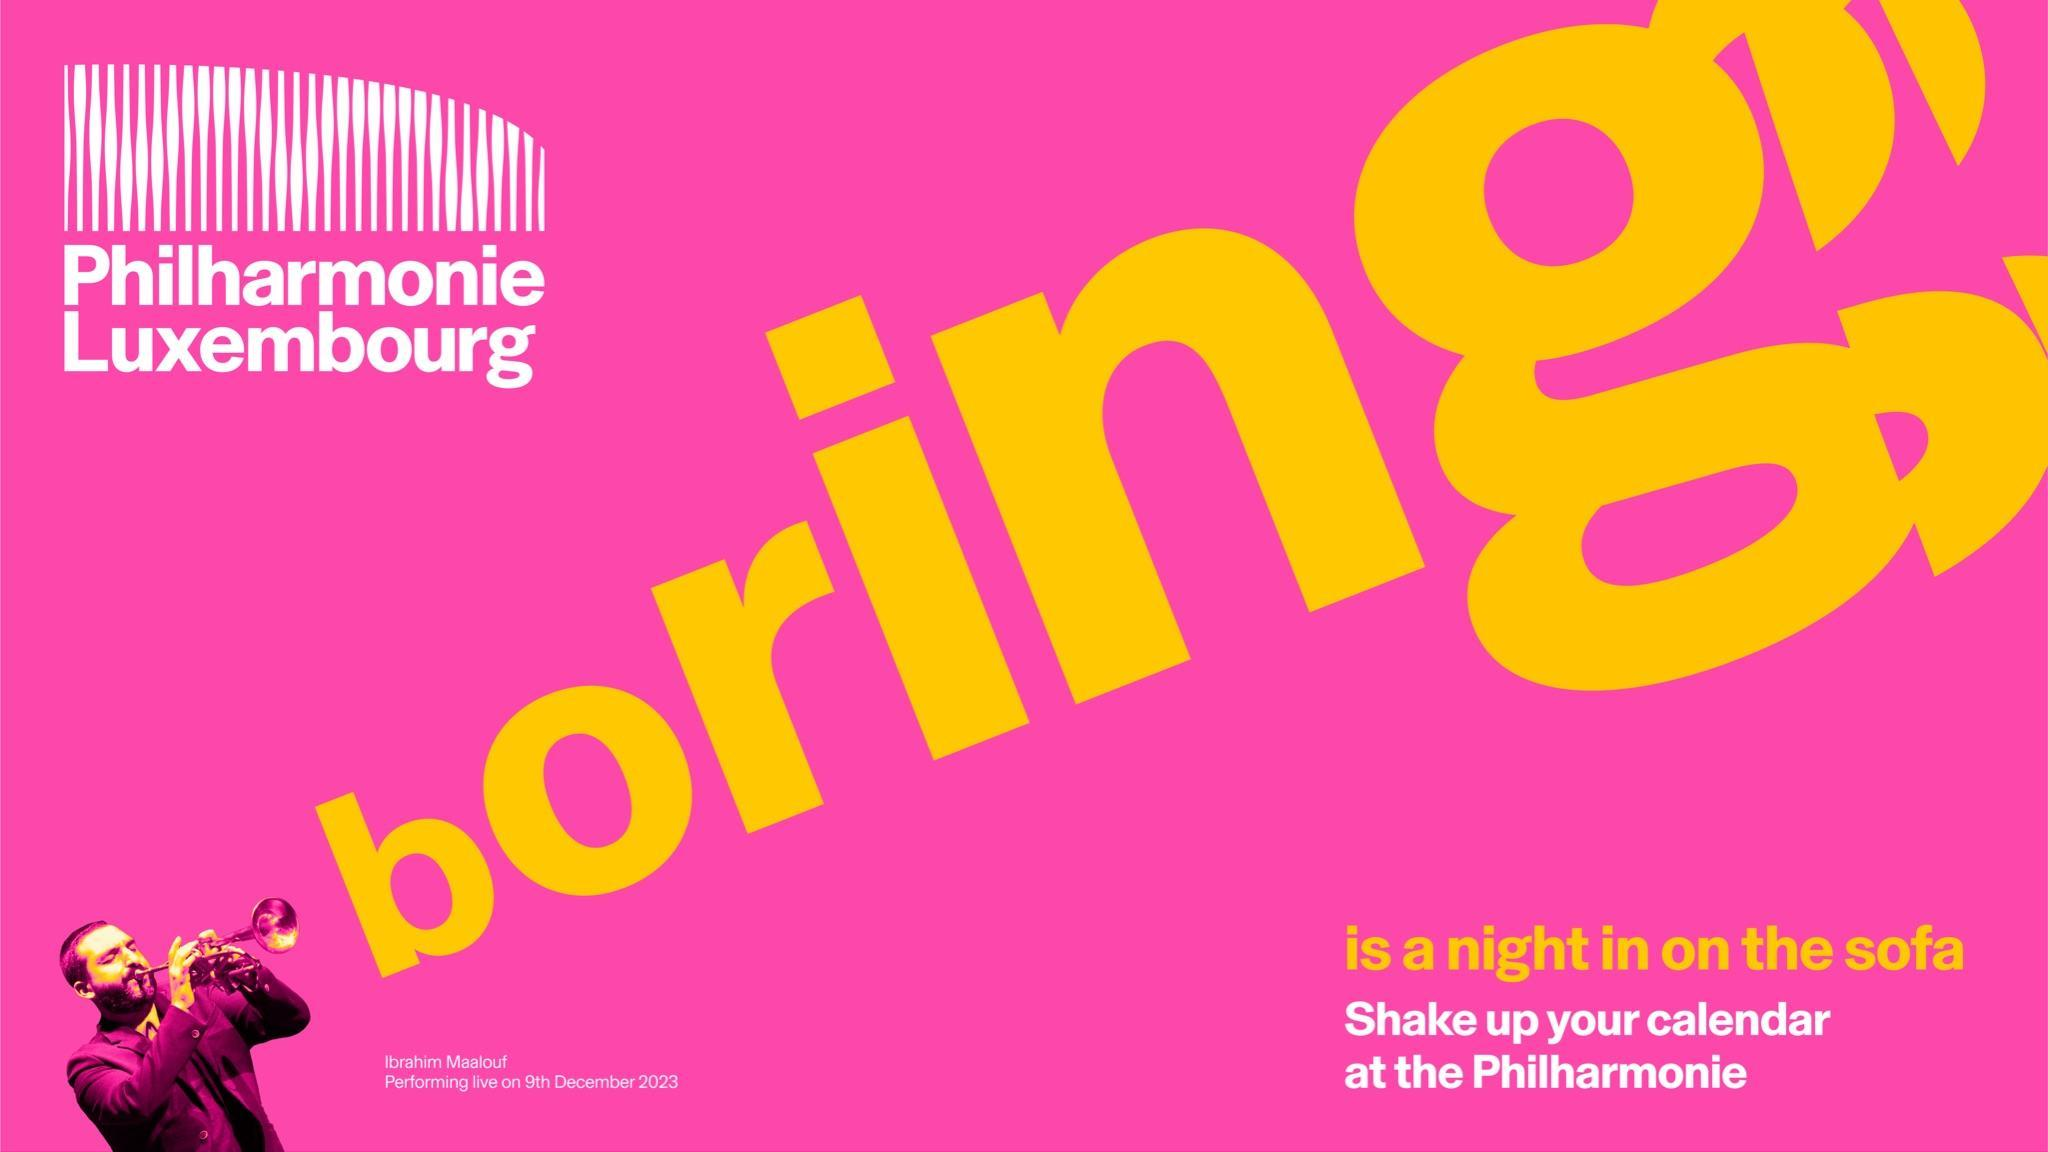 Philharmonie
Luxembourg
boring
is a night in on the sofa
Shake up your calendar
at the Philharmonie
Ibrahim Maalouf
Performing live on 9th December 2023